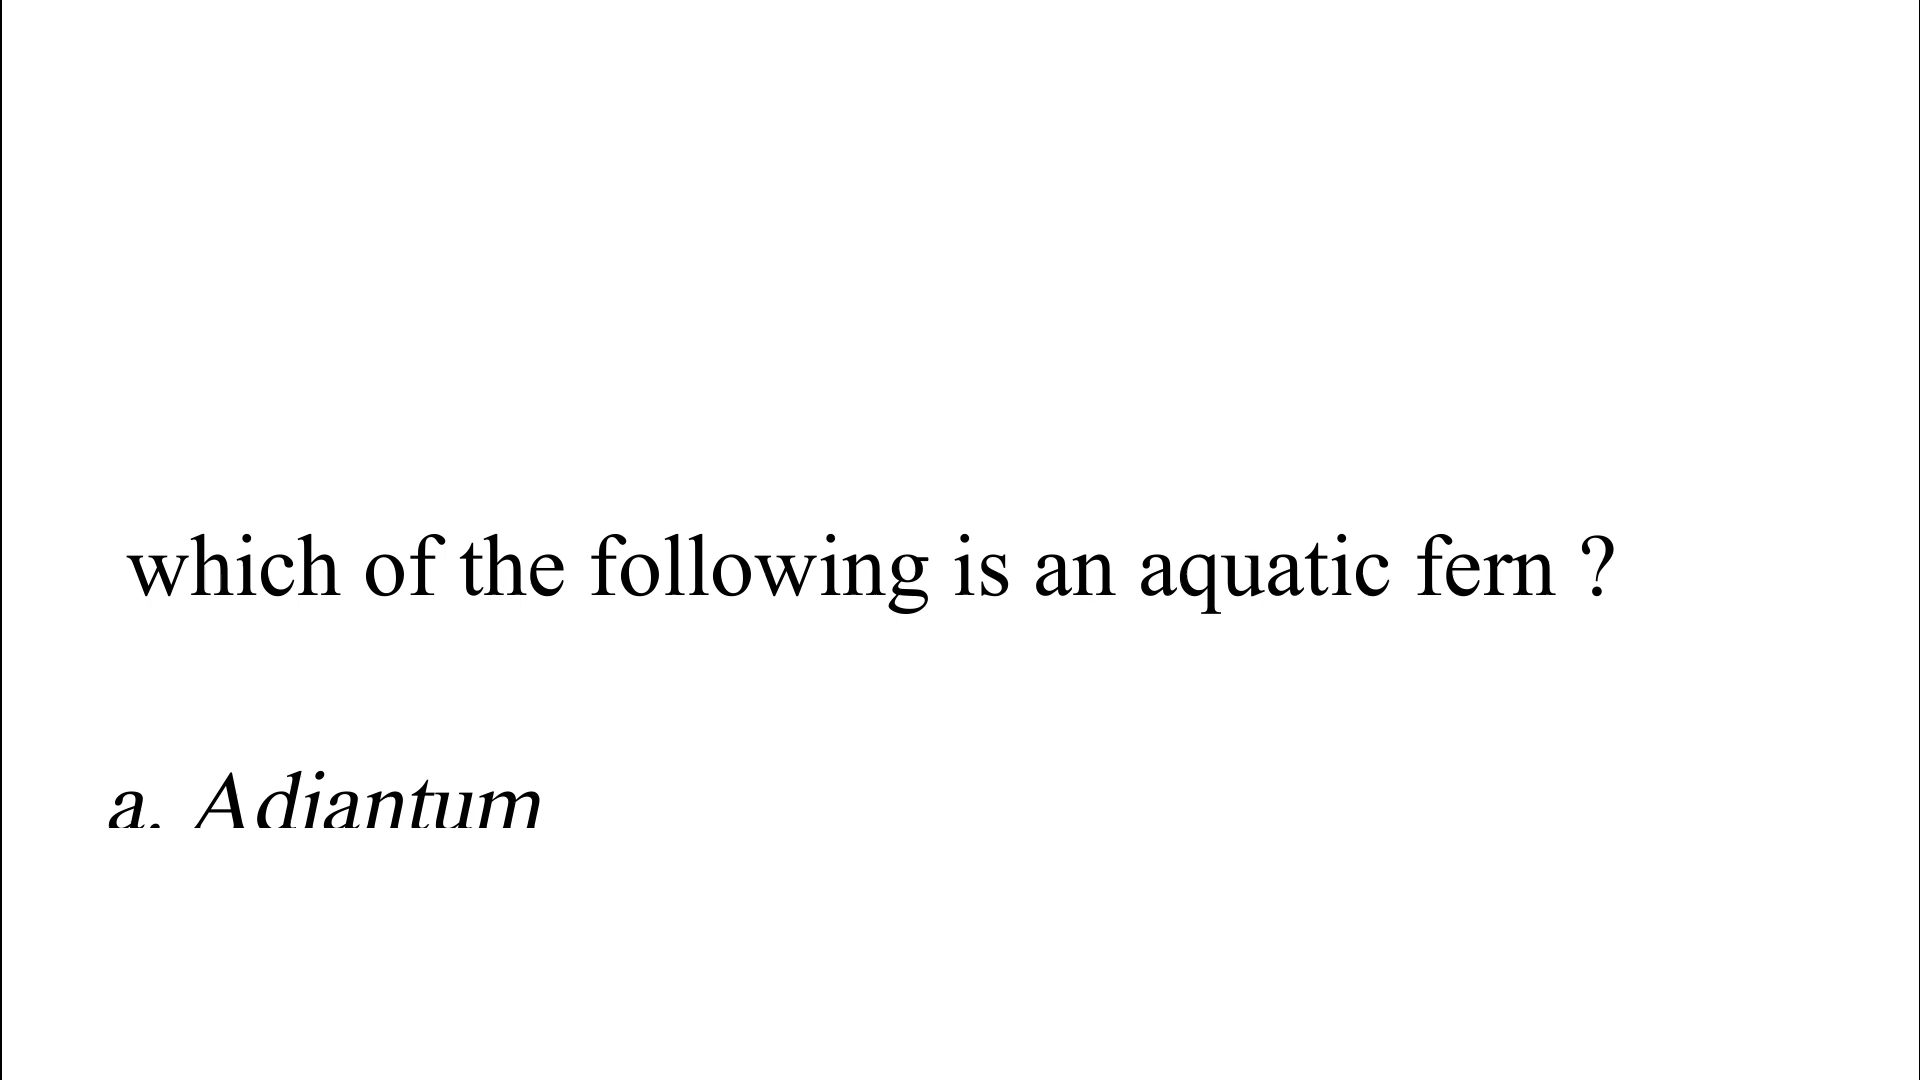 which of the following is an aquatic fern ?
a. Adiantum